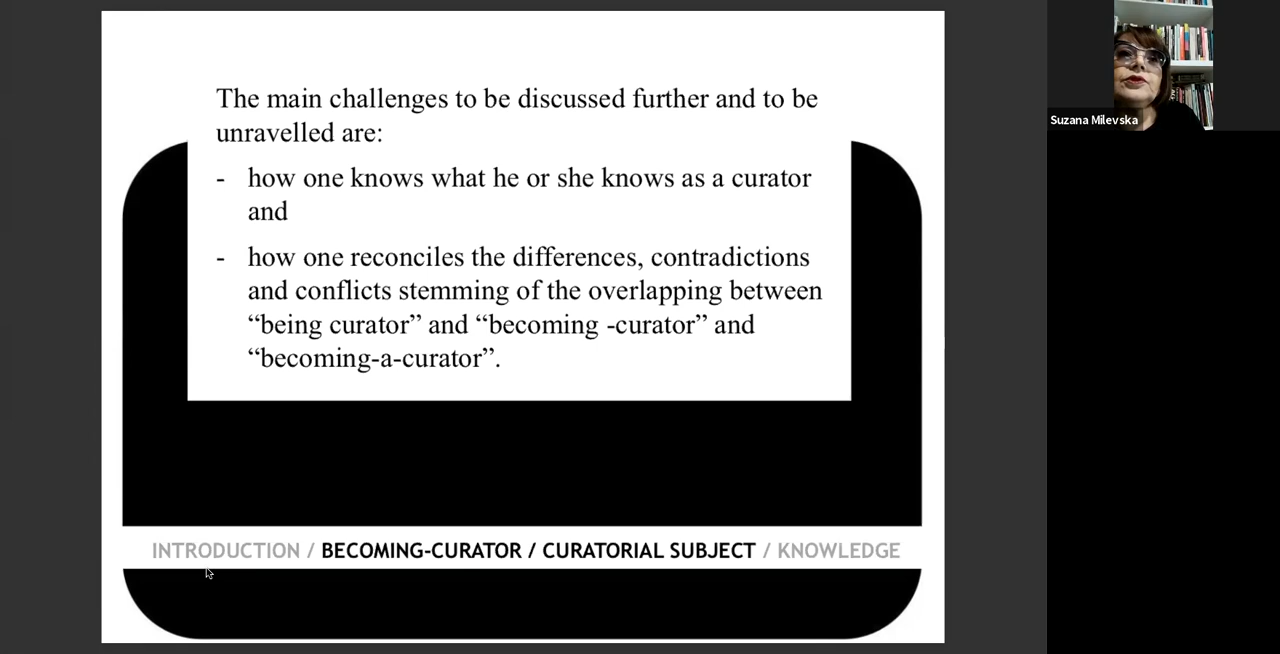 The main challenges to be discussed further and to be
unravelled are:
- how one knows what he or she knows as a curator
and
- how one reconciles the differences, contradictions
and conflicts stemming of the overlapping between
“being curator” and “becoming -curator” and
“becoming-a-curator”.
INTRODUCTION / BECOMING-CURATOR / CURATORIAL SUBJECT / KNOWLEDGE
Suzana Milevska